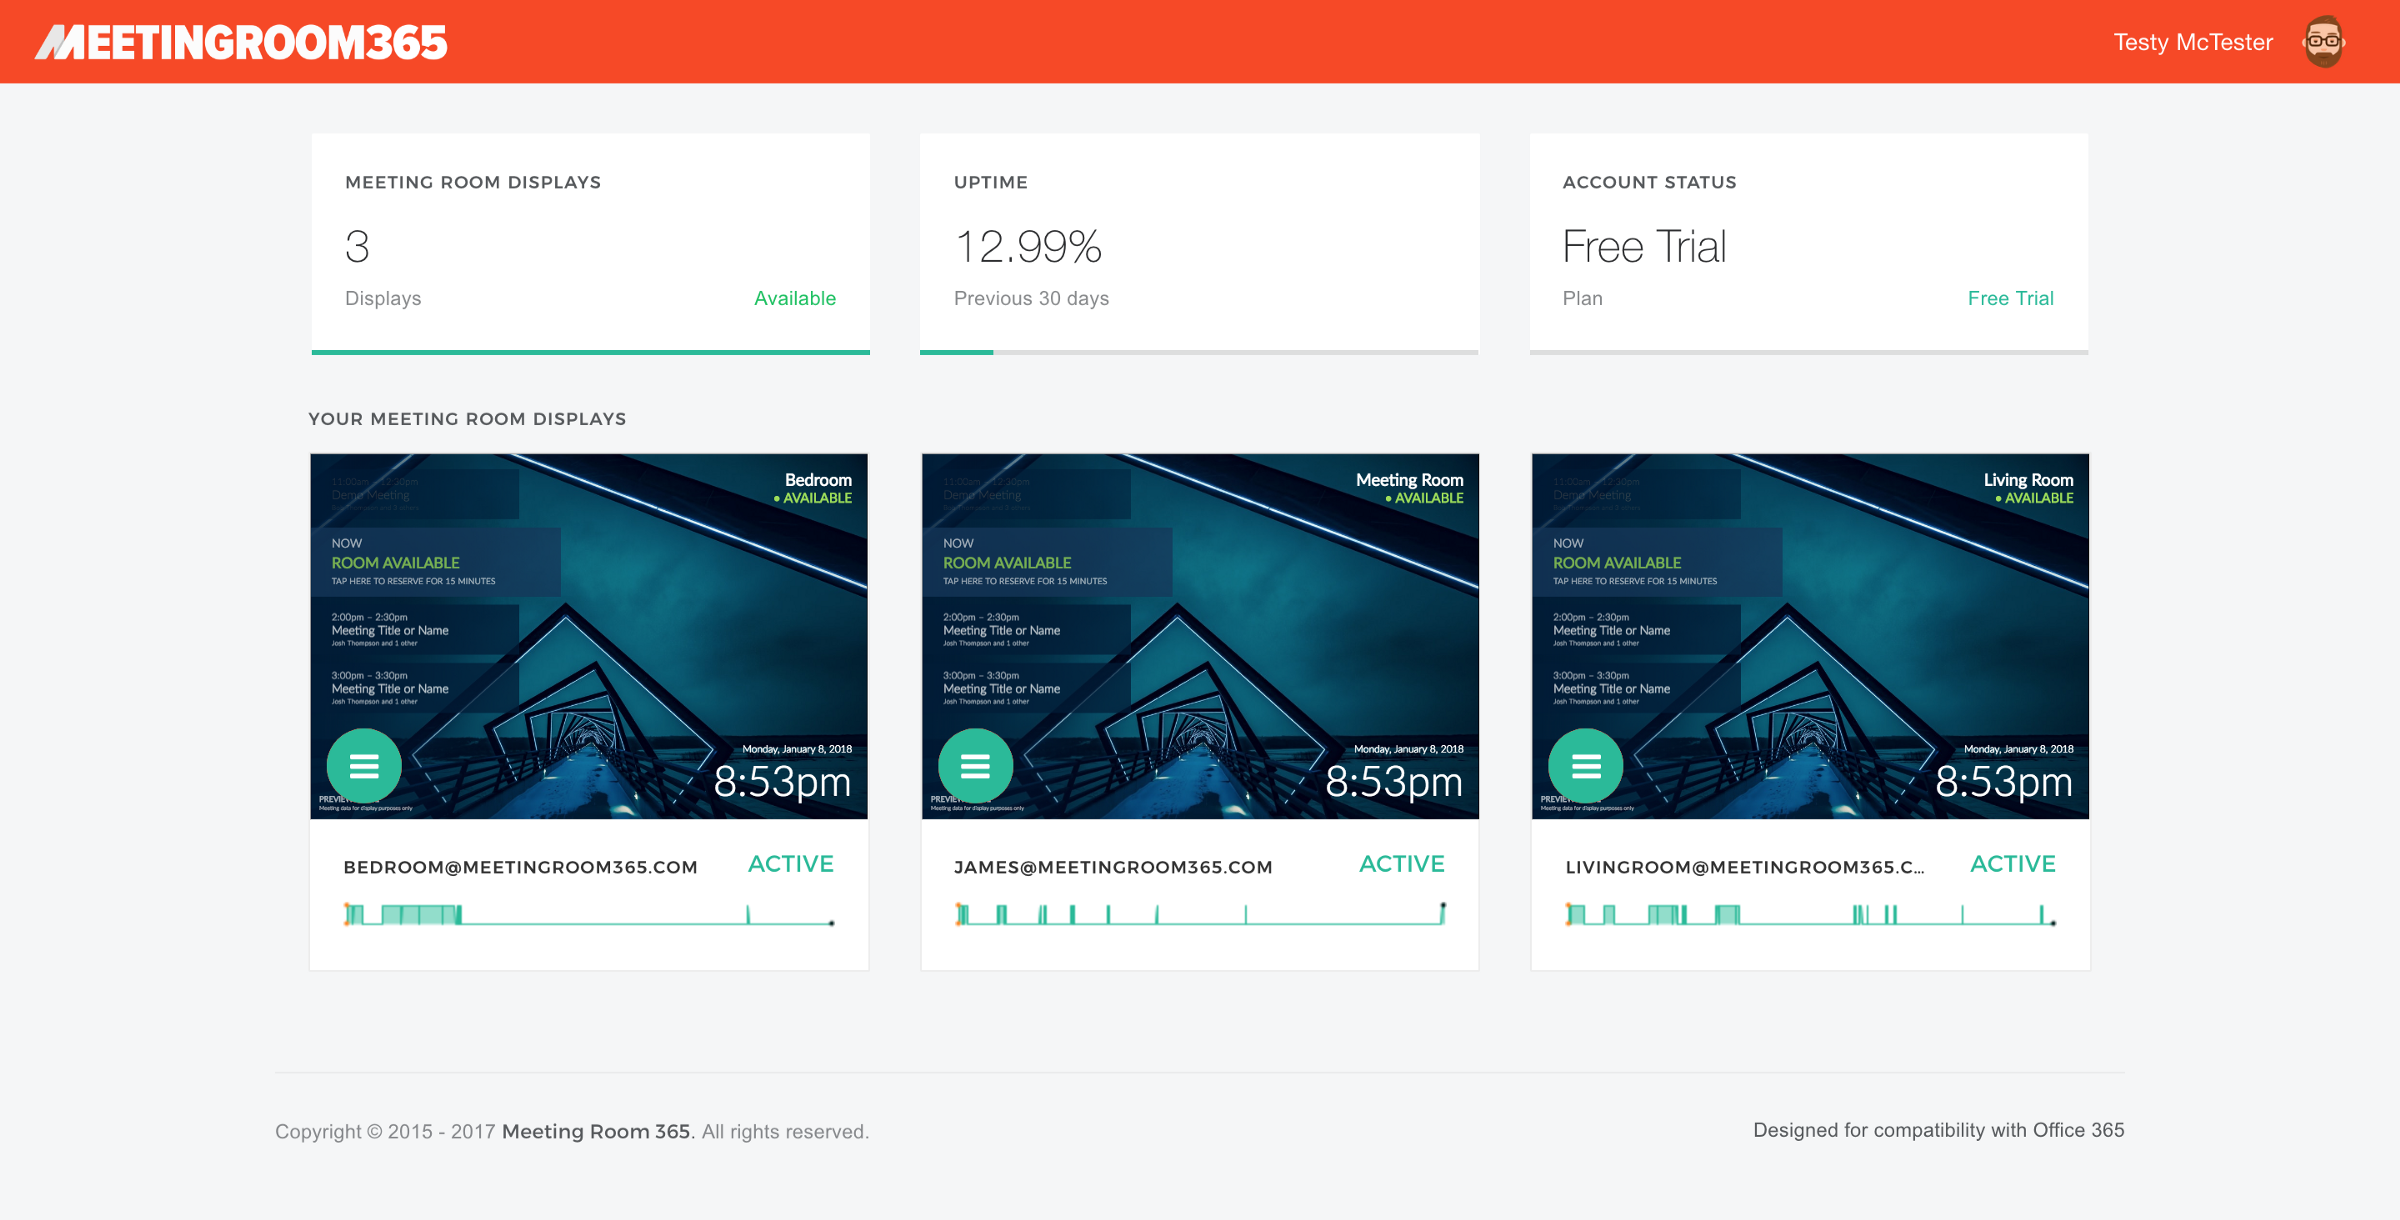 MEETINGROOM365
Testy McTester
MEETING ROOM DISPLAYS
3
Displays
Available
UPTIME
12.99%
Previous 30 days
ACCOUNT STATUS
Free Trial
Plan
Free Trial
YOUR MEETING ROOM DISPLAYS
11:00am – 12:30pm
Demo Meeting
Bedroom
• AVAILABLE
NOW
ROOM AVAILABLE
TAP HERE TO RESERVE FOR 15 MINUTES
2:00pm – 2:30pm
Meeting Title or Name
Josh Thompson and 1 other
3:00pm – 3:30pm
Meeting Title or Name
Josh Thompson and 1 other
Monday, January 8, 2018
8:53pm
Meeting data for display purposes only
BEDROOM@MEETINGROOM365.COM
ACTIVE
11:00am – 12:30pm
Demo Meeting
Meeting Room
• AVAILABLE
NOW
ROOM AVAILABLE
TAP HERE TO RESERVE FOR 15 MINUTES
2:00pm – 2:30pm
Meeting Title or Name
Josh Thompson and 1 other
3:00pm – 3:30pm
Meeting Title or Name
Josh Thompson and 1 other
Monday, January 8, 2018
8:53pm
Meeting data for display purposes only
JAMES@MEETINGROOM365.COM
ACTIVE
11:00am – 12:30pm
Demo Meeting
Living Room
• AVAILABLE
NOW
ROOM AVAILABLE
TAP HERE TO RESERVE FOR 15 MINUTES
2:00pm – 2:30pm
Meeting Title or Name
Josh Thompson and 1 other
3:00pm – 3:30pm
Meeting Title or Name
Josh Thompson and 1 other
Monday, January 8, 2018
8:53pm
Meeting data for display purposes only
LIVINGROOM@MEETINGROOM365.C...
ACTIVE
Copyright © 2015 - 2017 Meeting Room 365. All rights reserved.
Designed for compatibility with Office 365